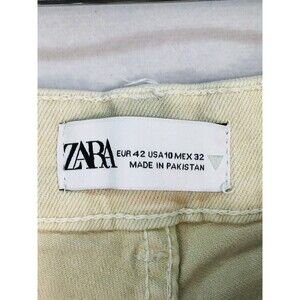 ZARA
EUR 42 USA 10 MEX 32
MADE IN PAKISTAN